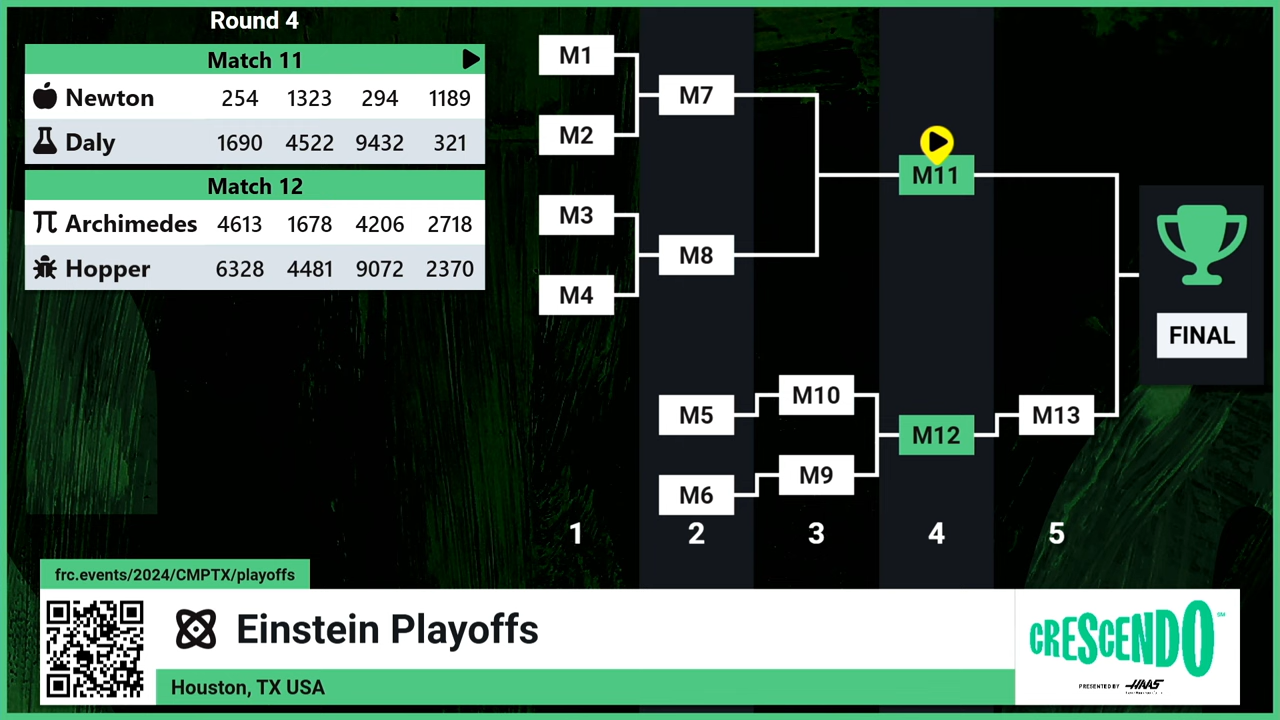 Round 4
Match 11
Newton 254 1323 294 1189
Daly 1690 4522 9432 321
Match 12
Archimedes 4613 1678 4206 2718
Hopper 6328 4481 9072 2370
M1
M2
M3
M4
M7
M8
M5
M6
M10
M9
M11
M12
M13
FINAL
1 2 3 4 5
frc.events/2024/CMPTX/playoffs
Einstein Playoffs
Houston, TX USA
CRESCENDO SM
PRESENTED BY HAAS